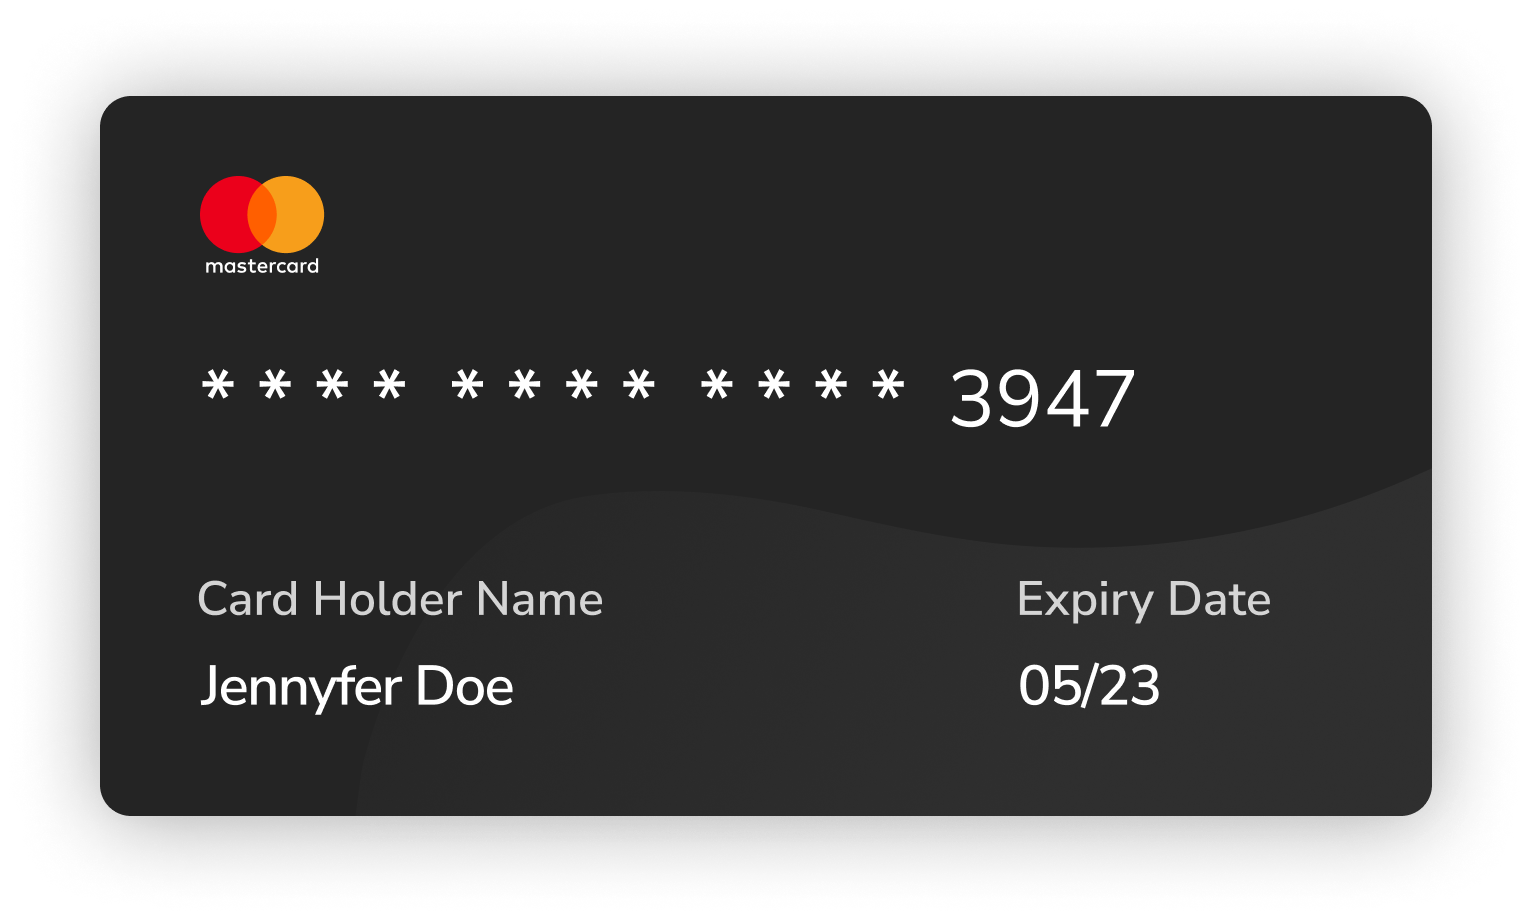 mastercard
**** **** **** 3947
Card Holder Name
Expiry Date
Jennyfer Doe
05/23